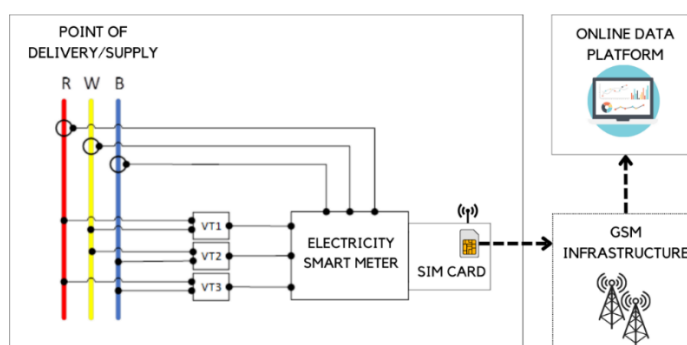 POINT OF
DELIVERY/SUPPLY
R W B
VT1
VT2
VT3
ELECTRICITY
SMART METER
SIM CARD
ONLINE DATA
PLATFORM
GSM
INFRASTRUCTURE